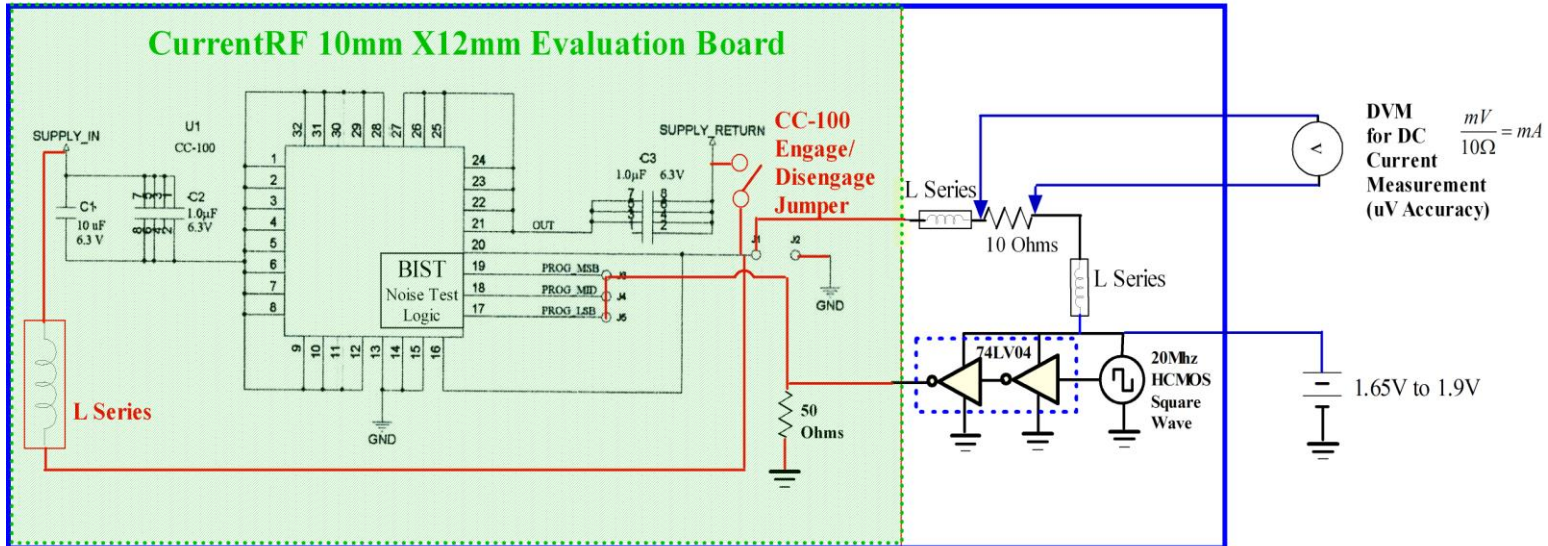 CurrentRF 10mm X12mm Evaluation Board
SUPPLY_IN
U1
CC-100
32
31
30
29
28
27
26
25
1
2
3
4
5
6
7
8
24
23
22
21
20
19
18
17
9
10
11
12
13
14
15
16
C1
10 uF
6.3 V
C2
1.0µF
6.3V
BIST
Noise Test
Logic
OUT
PROG_MSB
PROG_MID
PROG_LSB
J3
J4
J5
C3
1.0µF 6.3V
SUPPLY_RETURN
CC-100
Engage/
Disengage
Jumper
J1
J2
GND
GND
L Series
50
Ohms
L Series
10 Ohms
L Series
74LV04
20Mhz
HCMOS
Square
Wave
1.65V to 1.9V
V
DVM
for DC
Current
Measurement
(uV Accuracy)
mV
10Ω
= mA